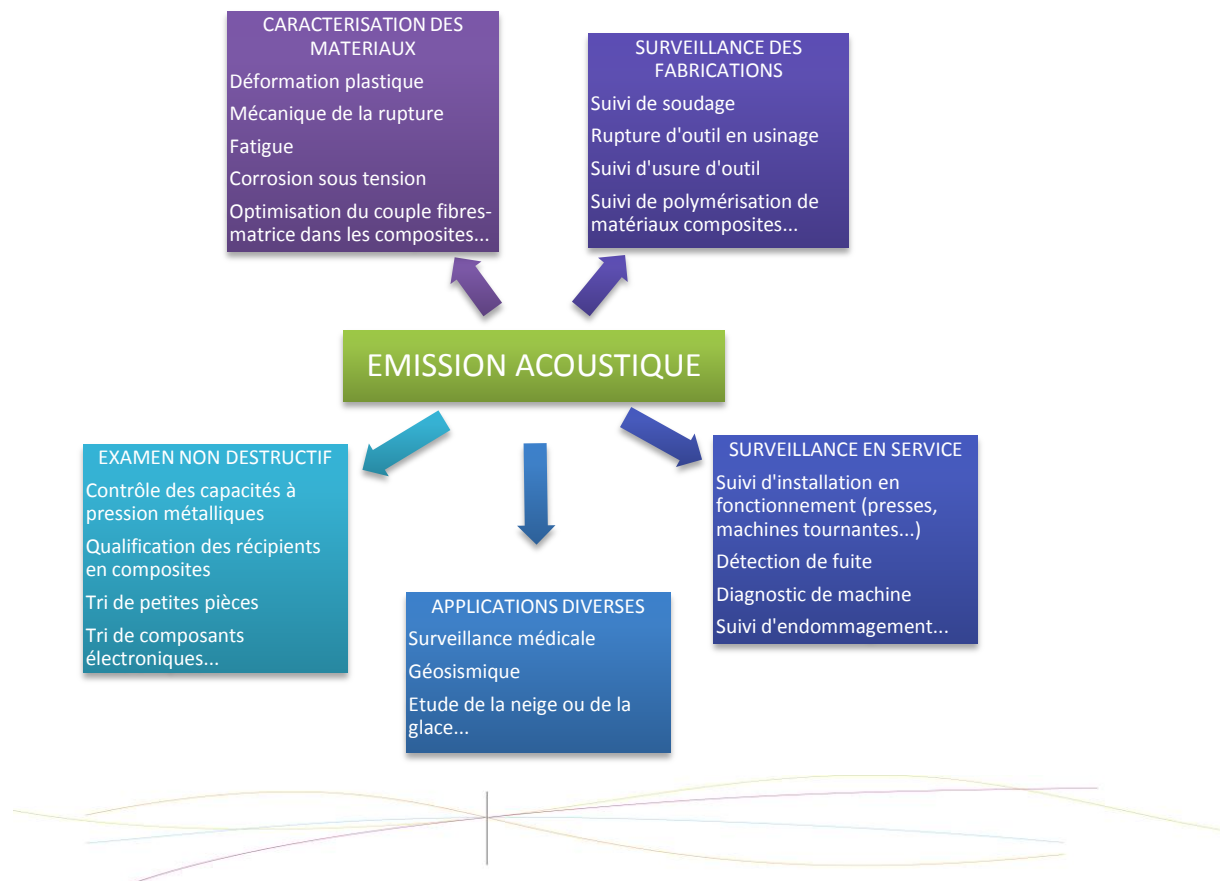 CARACTERISATION DES
MATERIAUX
Déformation plastique
Mécanique de la rupture
Fatigue
Corrosion sous tension
Optimisation du couple fibres-
matrice dans les composites...
SURVEILLANCE DES
FABRICATIONS
Suivi de soudage
Rupture d'outil en usinage
Suivi d'usure d'outil
Suivi de polymérisation de
matériaux composites...
EMISSION ACOUSTIQUE
EXAMEN NON DESTRUCTIF
Contrôle des capacités à
pression métalliques
Qualification des récipients
en composites
Tri de petites pièces
Tri de composants
électroniques...
APPLICATIONS DIVERSES
Surveillance médicale
Géosismique
Etude de la neige ou de la
glace...
SURVEILLANCE EN SERVICE
Suivi d'installation en
fonctionnement (presses,
machines tournantes...)
Détection de fuite
Diagnostic de machine
Suivi d'endommagement...